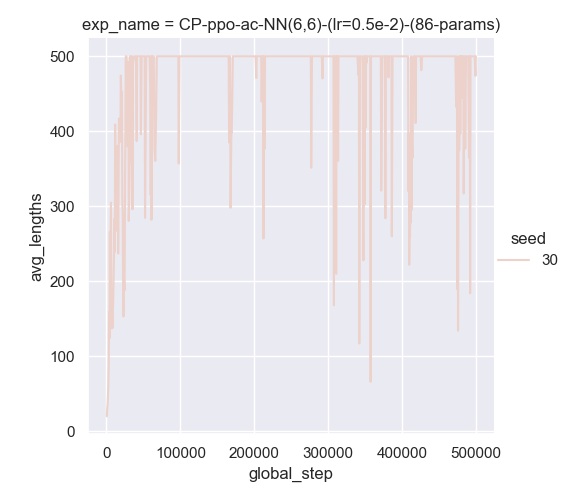 exp_name = CP-ppo-ac-NN(6,6)-(lr=0.5e-2)-(86-params)
500
400
300
200
100
0
avg_lengths
0 100000 200000 300000 400000 500000
global_step
seed
30